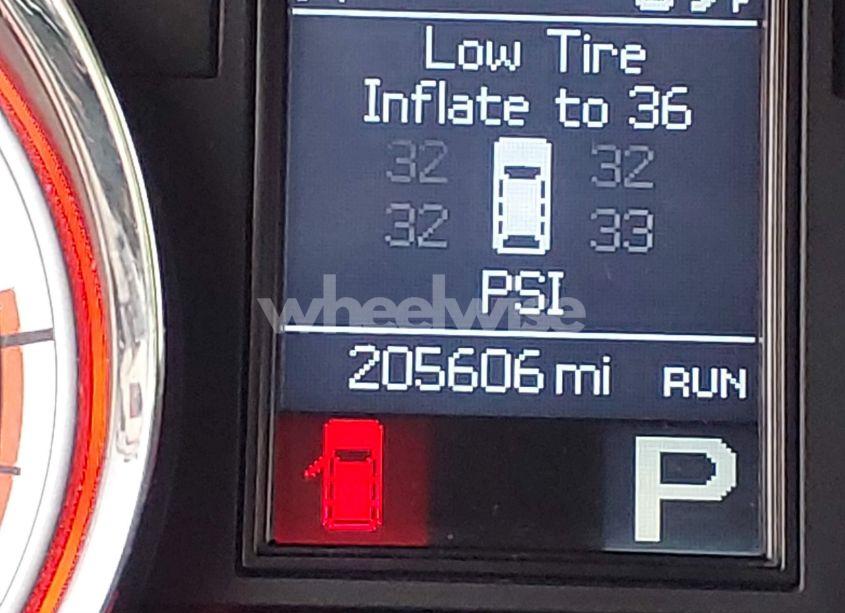 Low Tire
Inflate to 36
32 32
32 33
PSI
wheelwise
205606 mi RUN
P